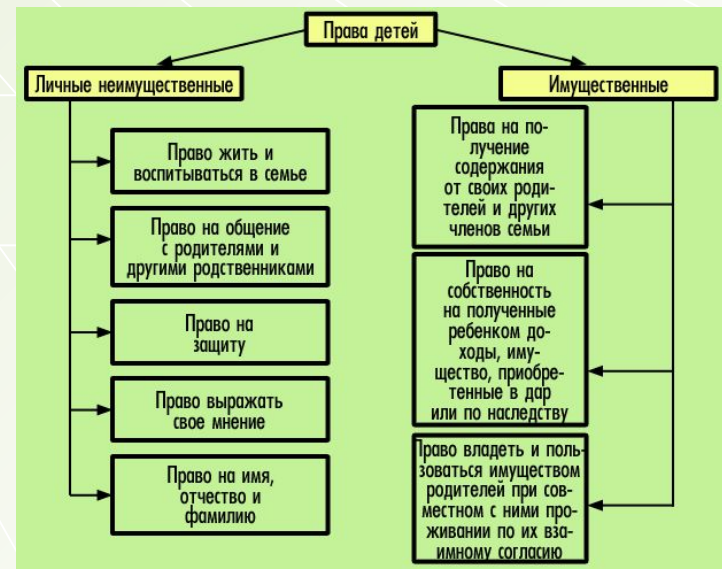 Права детей
Личные неимущественные
Право жить и
воспитываться в семье
Право на общение
с родителями и
другими родственниками
Право на
защиту
Право выражать
свое мнение
Право на имя,
отчество и
фамилию
Имущественные
Права на по-
лучение
содержания
от своих роди-
телей и других
членов семьи
Право на
собственность
на полученные
ребенком до-
ходы, иму-
щество, приобре-
тенные в дар
или по наследству
Право владеть и поль-
зоваться имуществом
родителей при сов-
местном с ними про-
живании по их вза-
имному согласию